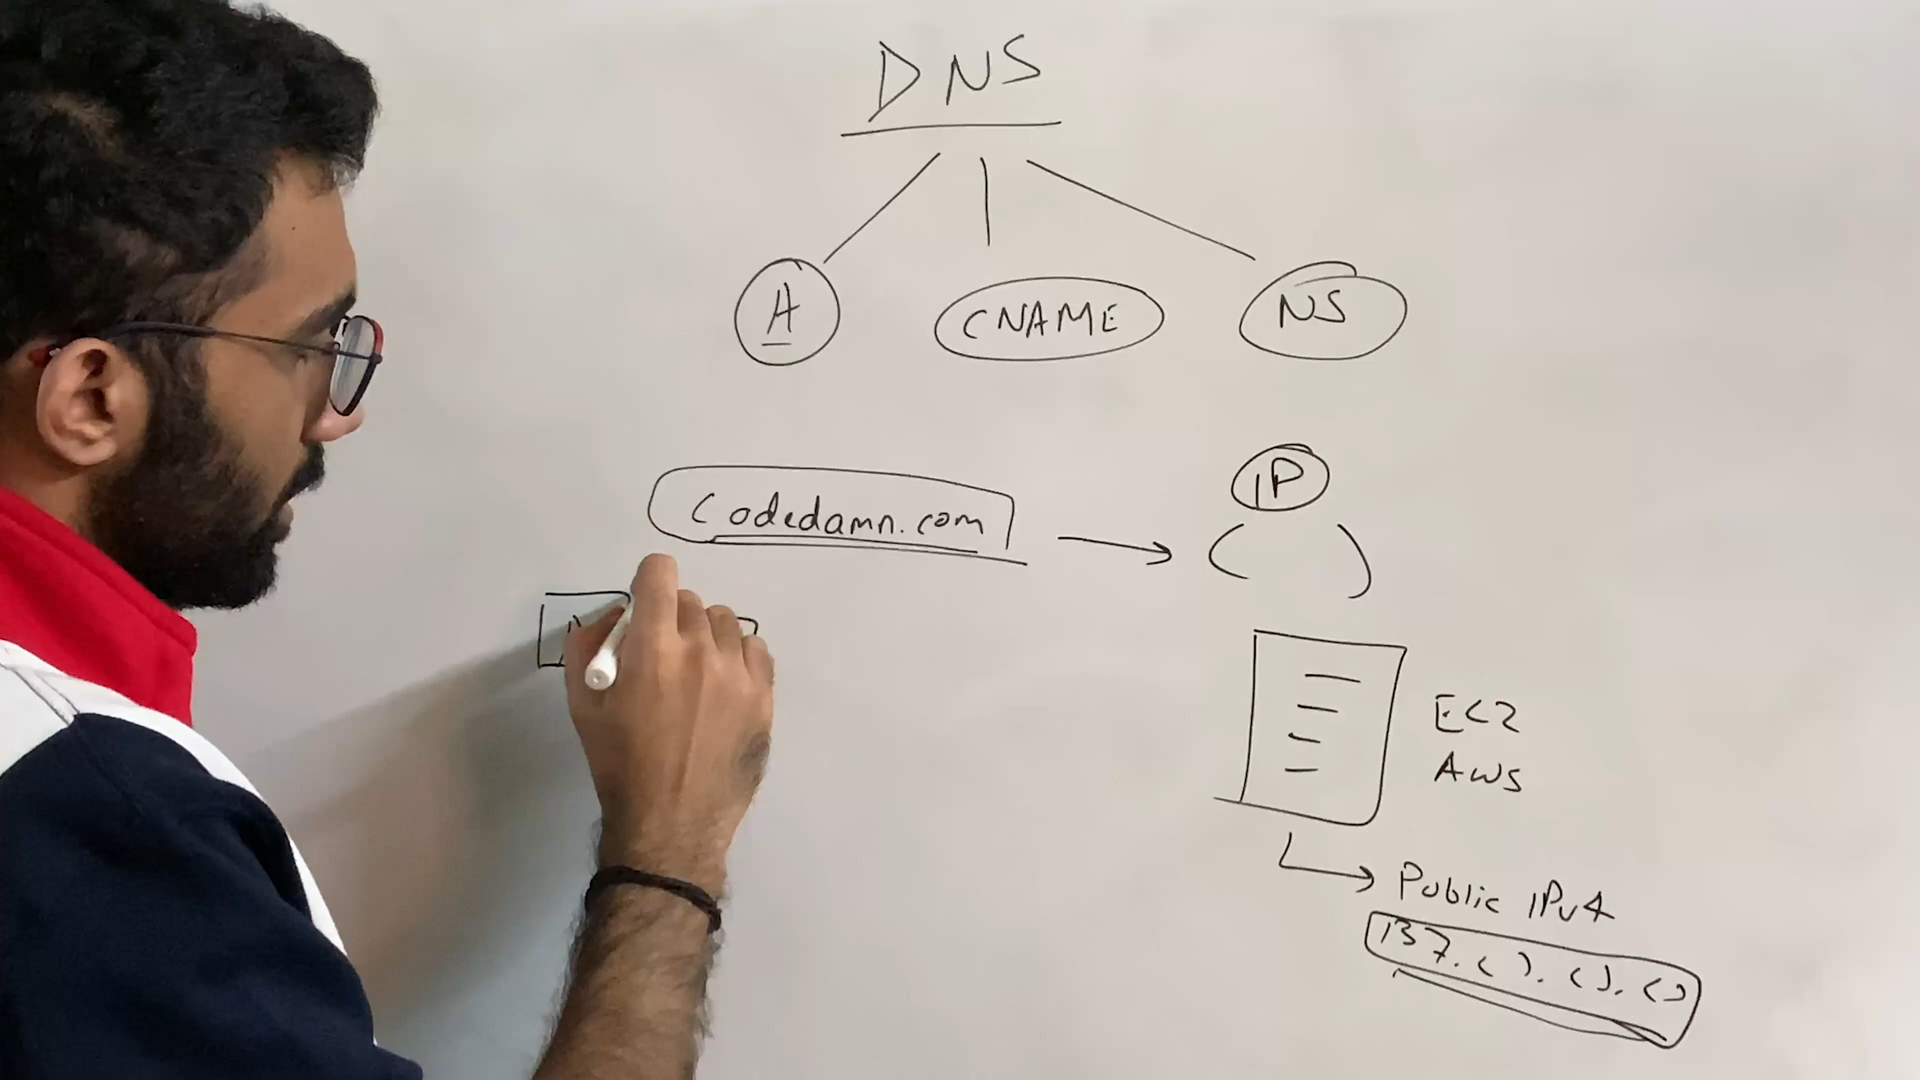 DNS
A CNAME NS
IP
Codedamn.com
EC2
AWS
Public IPv4
137.( ).( ).( )